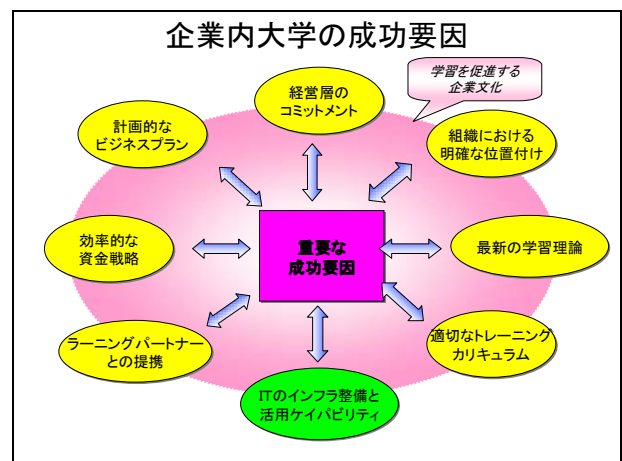 企業内大学の成功要因
学習を促進する
企業文化
経営層の
コミットメント
計画的な
ビジネスプラン
組織における
明確な位置付け
効率的な
資金戦略
重要な
成功要因
最新の学習理論
ラーニングパートナー
との提携
適切なトレーニング
カリキュラム
ITのインフラ整備と
活用ケイパビリティ